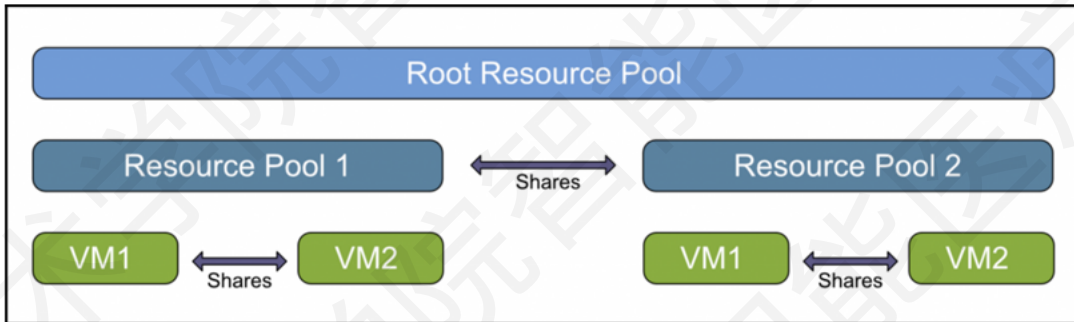 Root Resource Pool
Resource Pool 1
Shares
Resource Pool 2
VM1
Shares
VM2
VM1
Shares
VM2